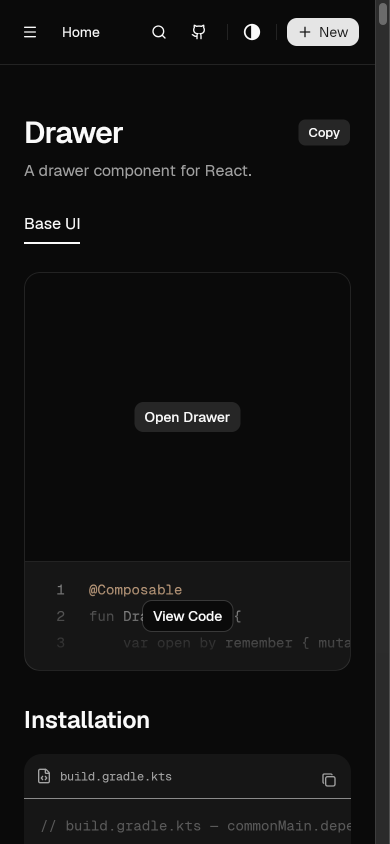 Home
New
Drawer
Copy
A drawer component for React.
Base UI
Open Drawer
1 @Composable
2 fun Dra {
View Code
3 var open by remember { muta
Installation
build.gradle.kts
// build.gradle.kts — commonMain.depe